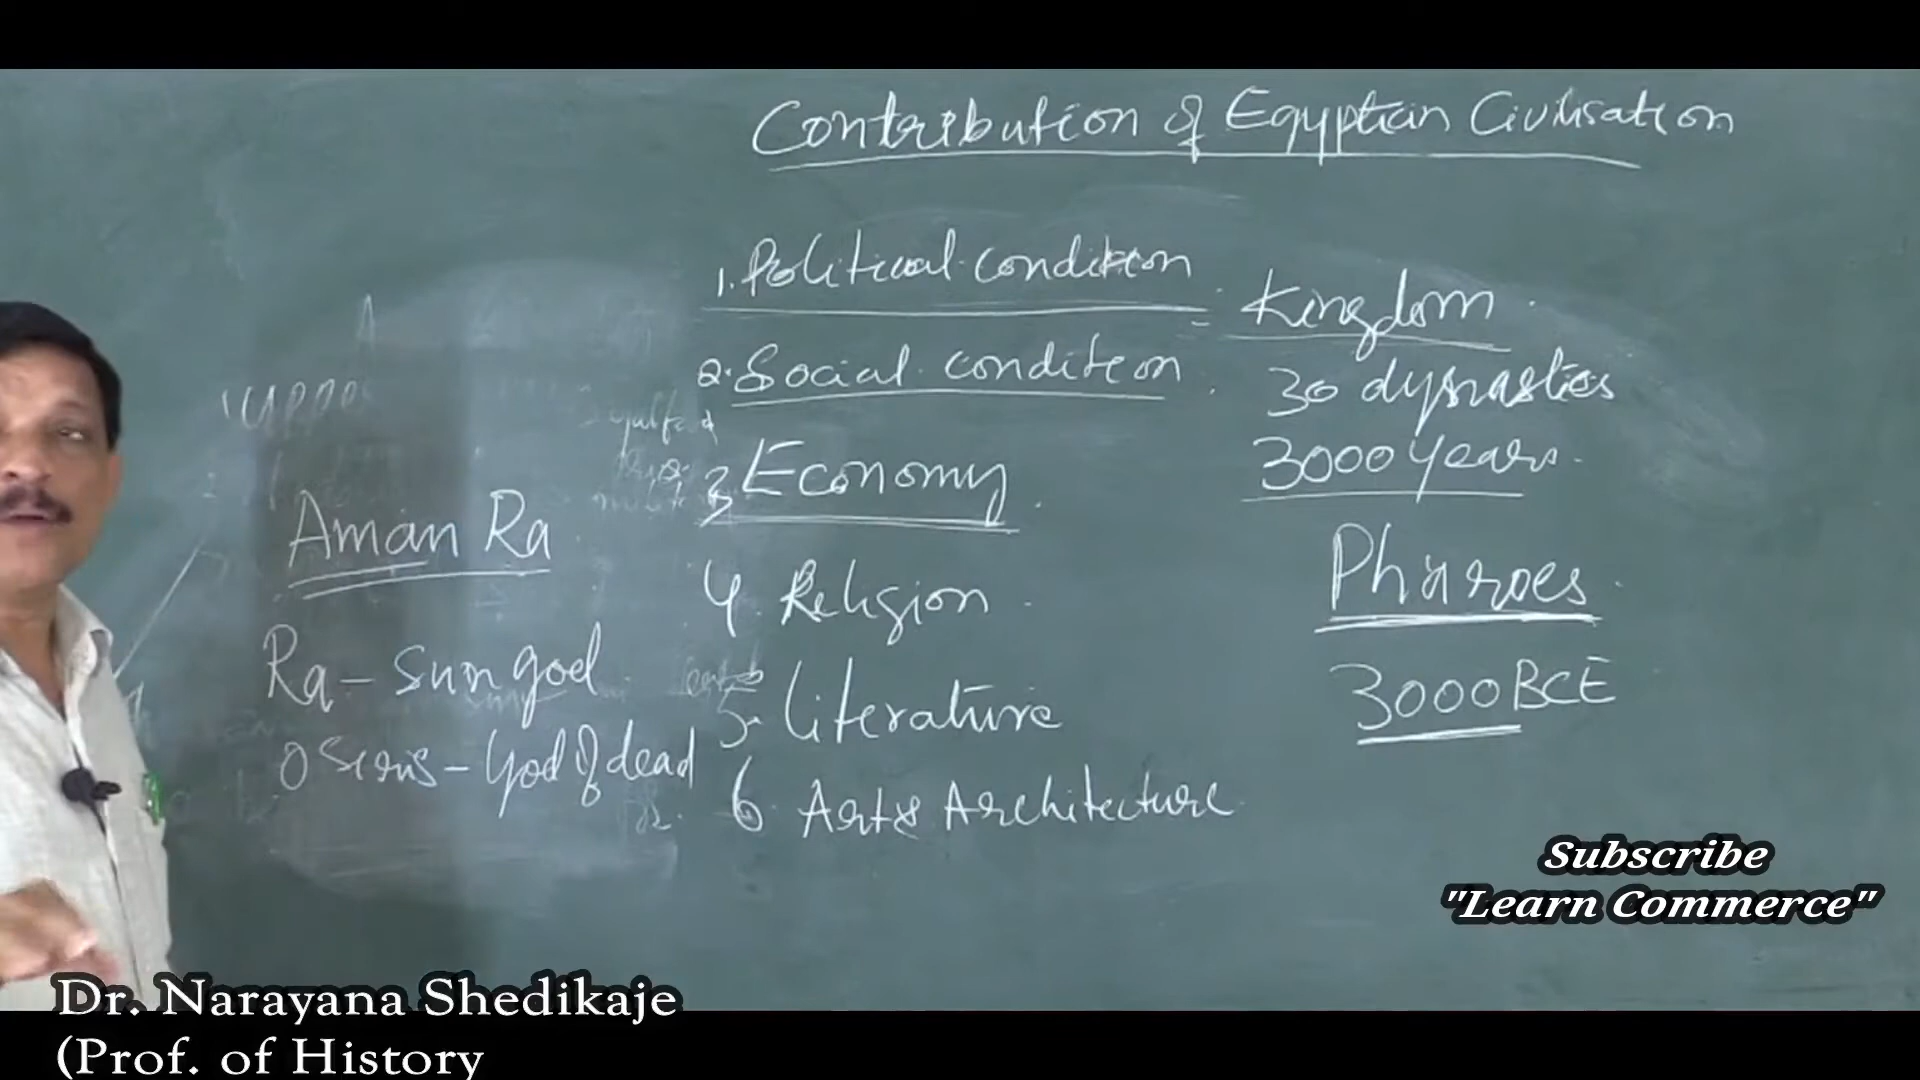 Contribution of Egyptian Civilisation
1. Political condition
2. Social condition
3 Economy
4. Religion
5. Literature
6. Art & Architecture
Kingdom
30 dynasties
3000 years
Pharoes
3000 BCE
Aman Ra
Ra – Sun god
Osiris – God of dead
Subscribe
"Learn Commerce"
Dr. Narayana Shedikaje
(Prof. of History